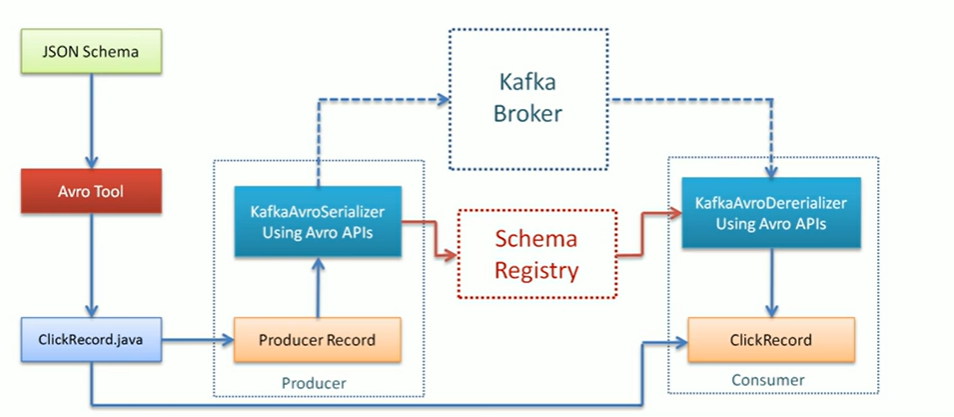 JSON Schema
Kafka
Broker
Avro Tool
KafkaAvroSerializer
Using Avro APIs
KafkaAvroDererializer
Using Avro APIs
Schema
Registry
ClickRecord.java
Producer Record
ClickRecord
Producer
Consumer